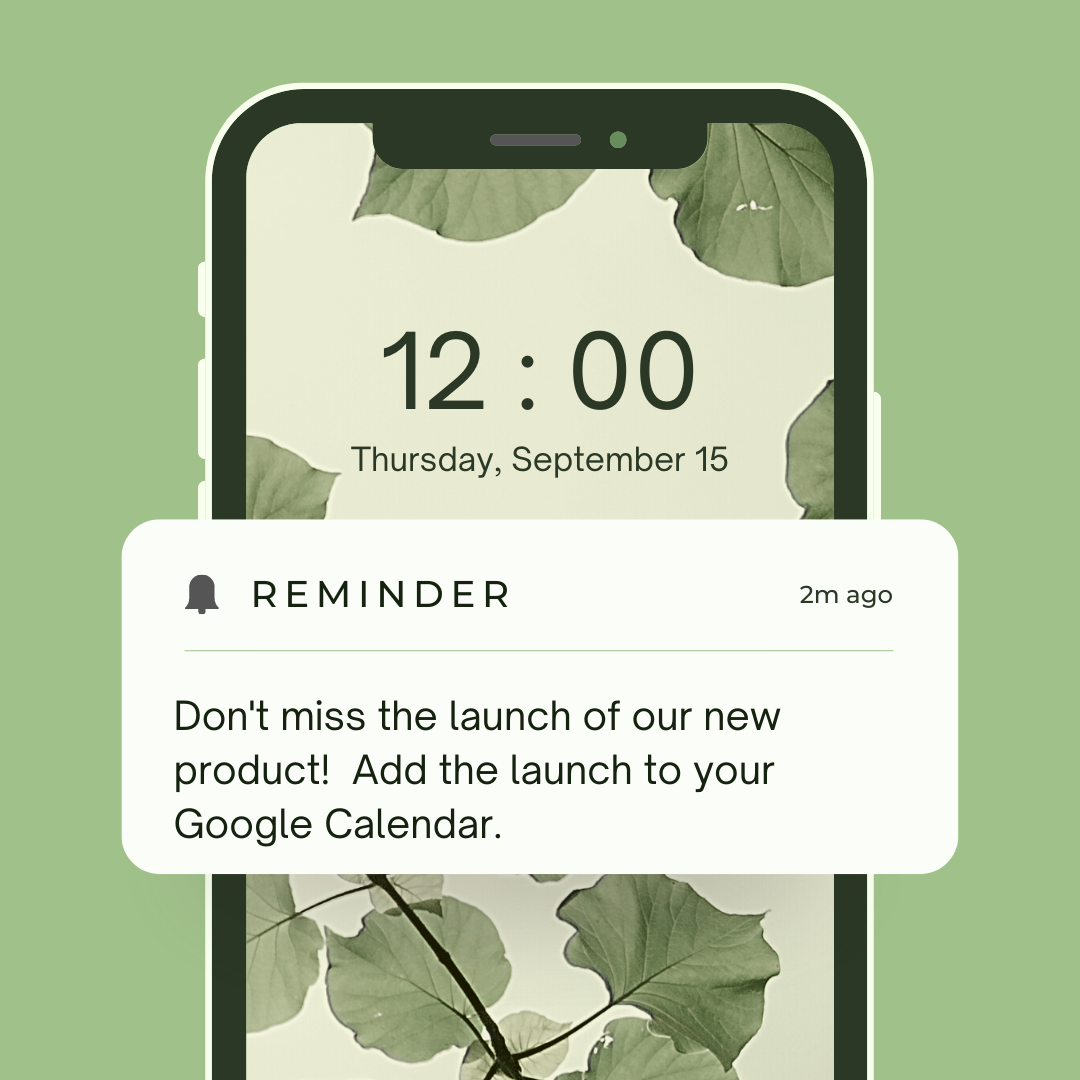 12 : 00
Thursday, September 15
REMINDER
2m ago
Don't miss the launch of our new
product!  Add the launch to your
Google Calendar.